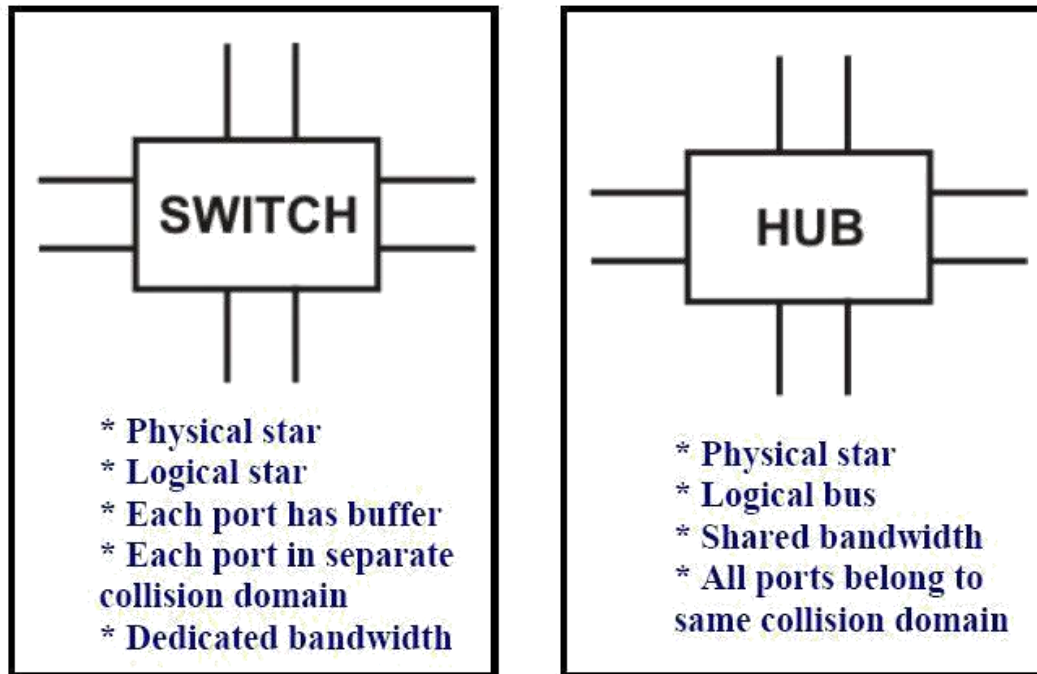 SWITCH
* Physical star
* Logical star
* Each port has buffer
* Each port in separate
collision domain
* Dedicated bandwidth
HUB
* Physical star
* Logical bus
* Shared bandwidth
* All ports belong to
same collision domain